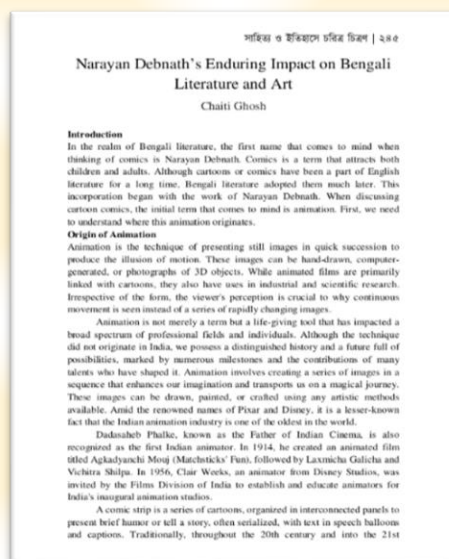 সাহিত্য ও ইতিহাসে চরিত্র চিত্রণ | ২৪৫
Narayan Debnath's Enduring Impact on Bengali
Literature and Art
Chaiti Ghosh
Introduction
In the realm of Bengali literature, the first name that comes to mind when
thinking of comics is Narayan Debnath. Comics is a term that attracts both
children and adults. Although cartoons or comics have been a part of English
literature for a long time, Bengali literature adopted them much later. This
incorporation began with the work of Narayan Debnath. When discussing
cartoon comics, the initial term that comes to mind is animation. First, we need
to understand where this animation originates.
Origin of Animation
Animation is the technique of presenting still images in quick succession to
produce the illusion of motion. These images can be hand-drawn, computer-
generated, or photographs of 3D objects. While animated films are primarily
linked with cartoons, they also have uses in industrial and scientific research.
Irrespective of the form, the viewer's perception is crucial to why continuous
movement is seen instead of a series of rapidly changing images.
Animation is not merely a term but a life-giving tool that has impacted a
broad spectrum of professional fields and individuals. Although the technique
did not originate in India, we possess a distinguished history and a future full of
possibilities, marked by numerous milestones and the contributions of many
talents who have shaped it. Animation involves creating a series of images in a
sequence that enhances our imagination and transports us on a magical journey.
These images can be drawn, painted, or crafted using any artistic methods
available. Amid the renowned names of Pixar and Disney, it is a lesser-known
fact that the Indian animation industry is one of the oldest in the world.
Dadasaheb Phalke, known as the Father of Indian Cinema, is also
recognized as the first Indian animator. In 1914, he created an animated film
titled Agkadyanchi Mouj (Matchsticks' Fun), followed by Laxmicha Galicha and
Vichitra Shilpa. In 1956, Clair Weeks, an animator from Disney Studios, was
invited by the Films Division of India to establish and educate animators for
India's inaugural animation studios.
A comic strip is a series of cartoons, organized in interconnected panels to
present brief humor or tell a story, often serialized, with text in speech balloons
and captions. Traditionally, throughout the 20th century and into the 21st